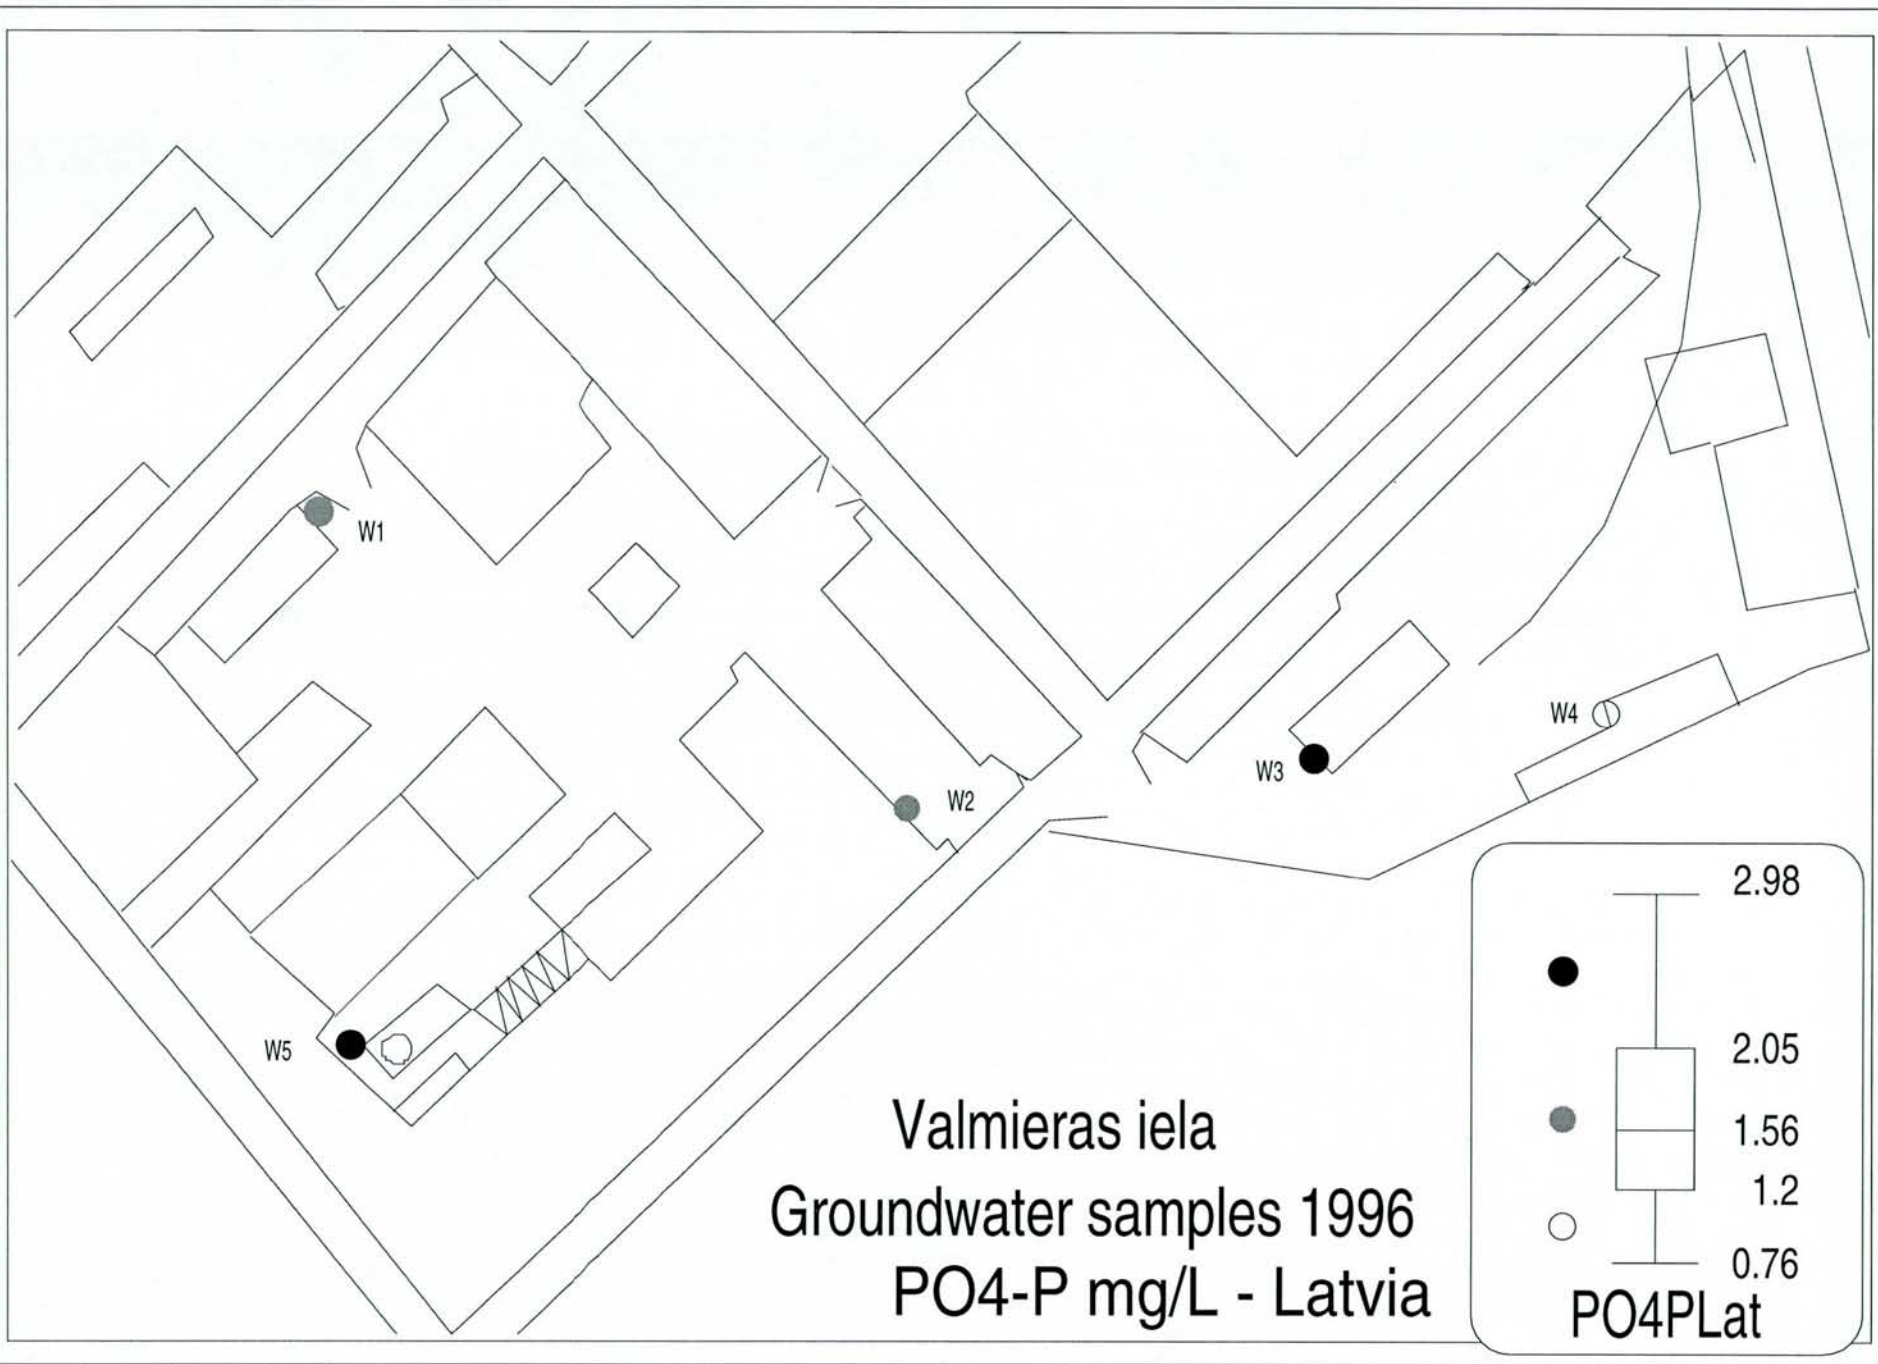 W1
W2
W3
W4
W5
Valmieras iela
Groundwater samples 1996
PO4-P mg/L - Latvia
2.98
2.05
1.56
1.2
0.76
PO4PLat